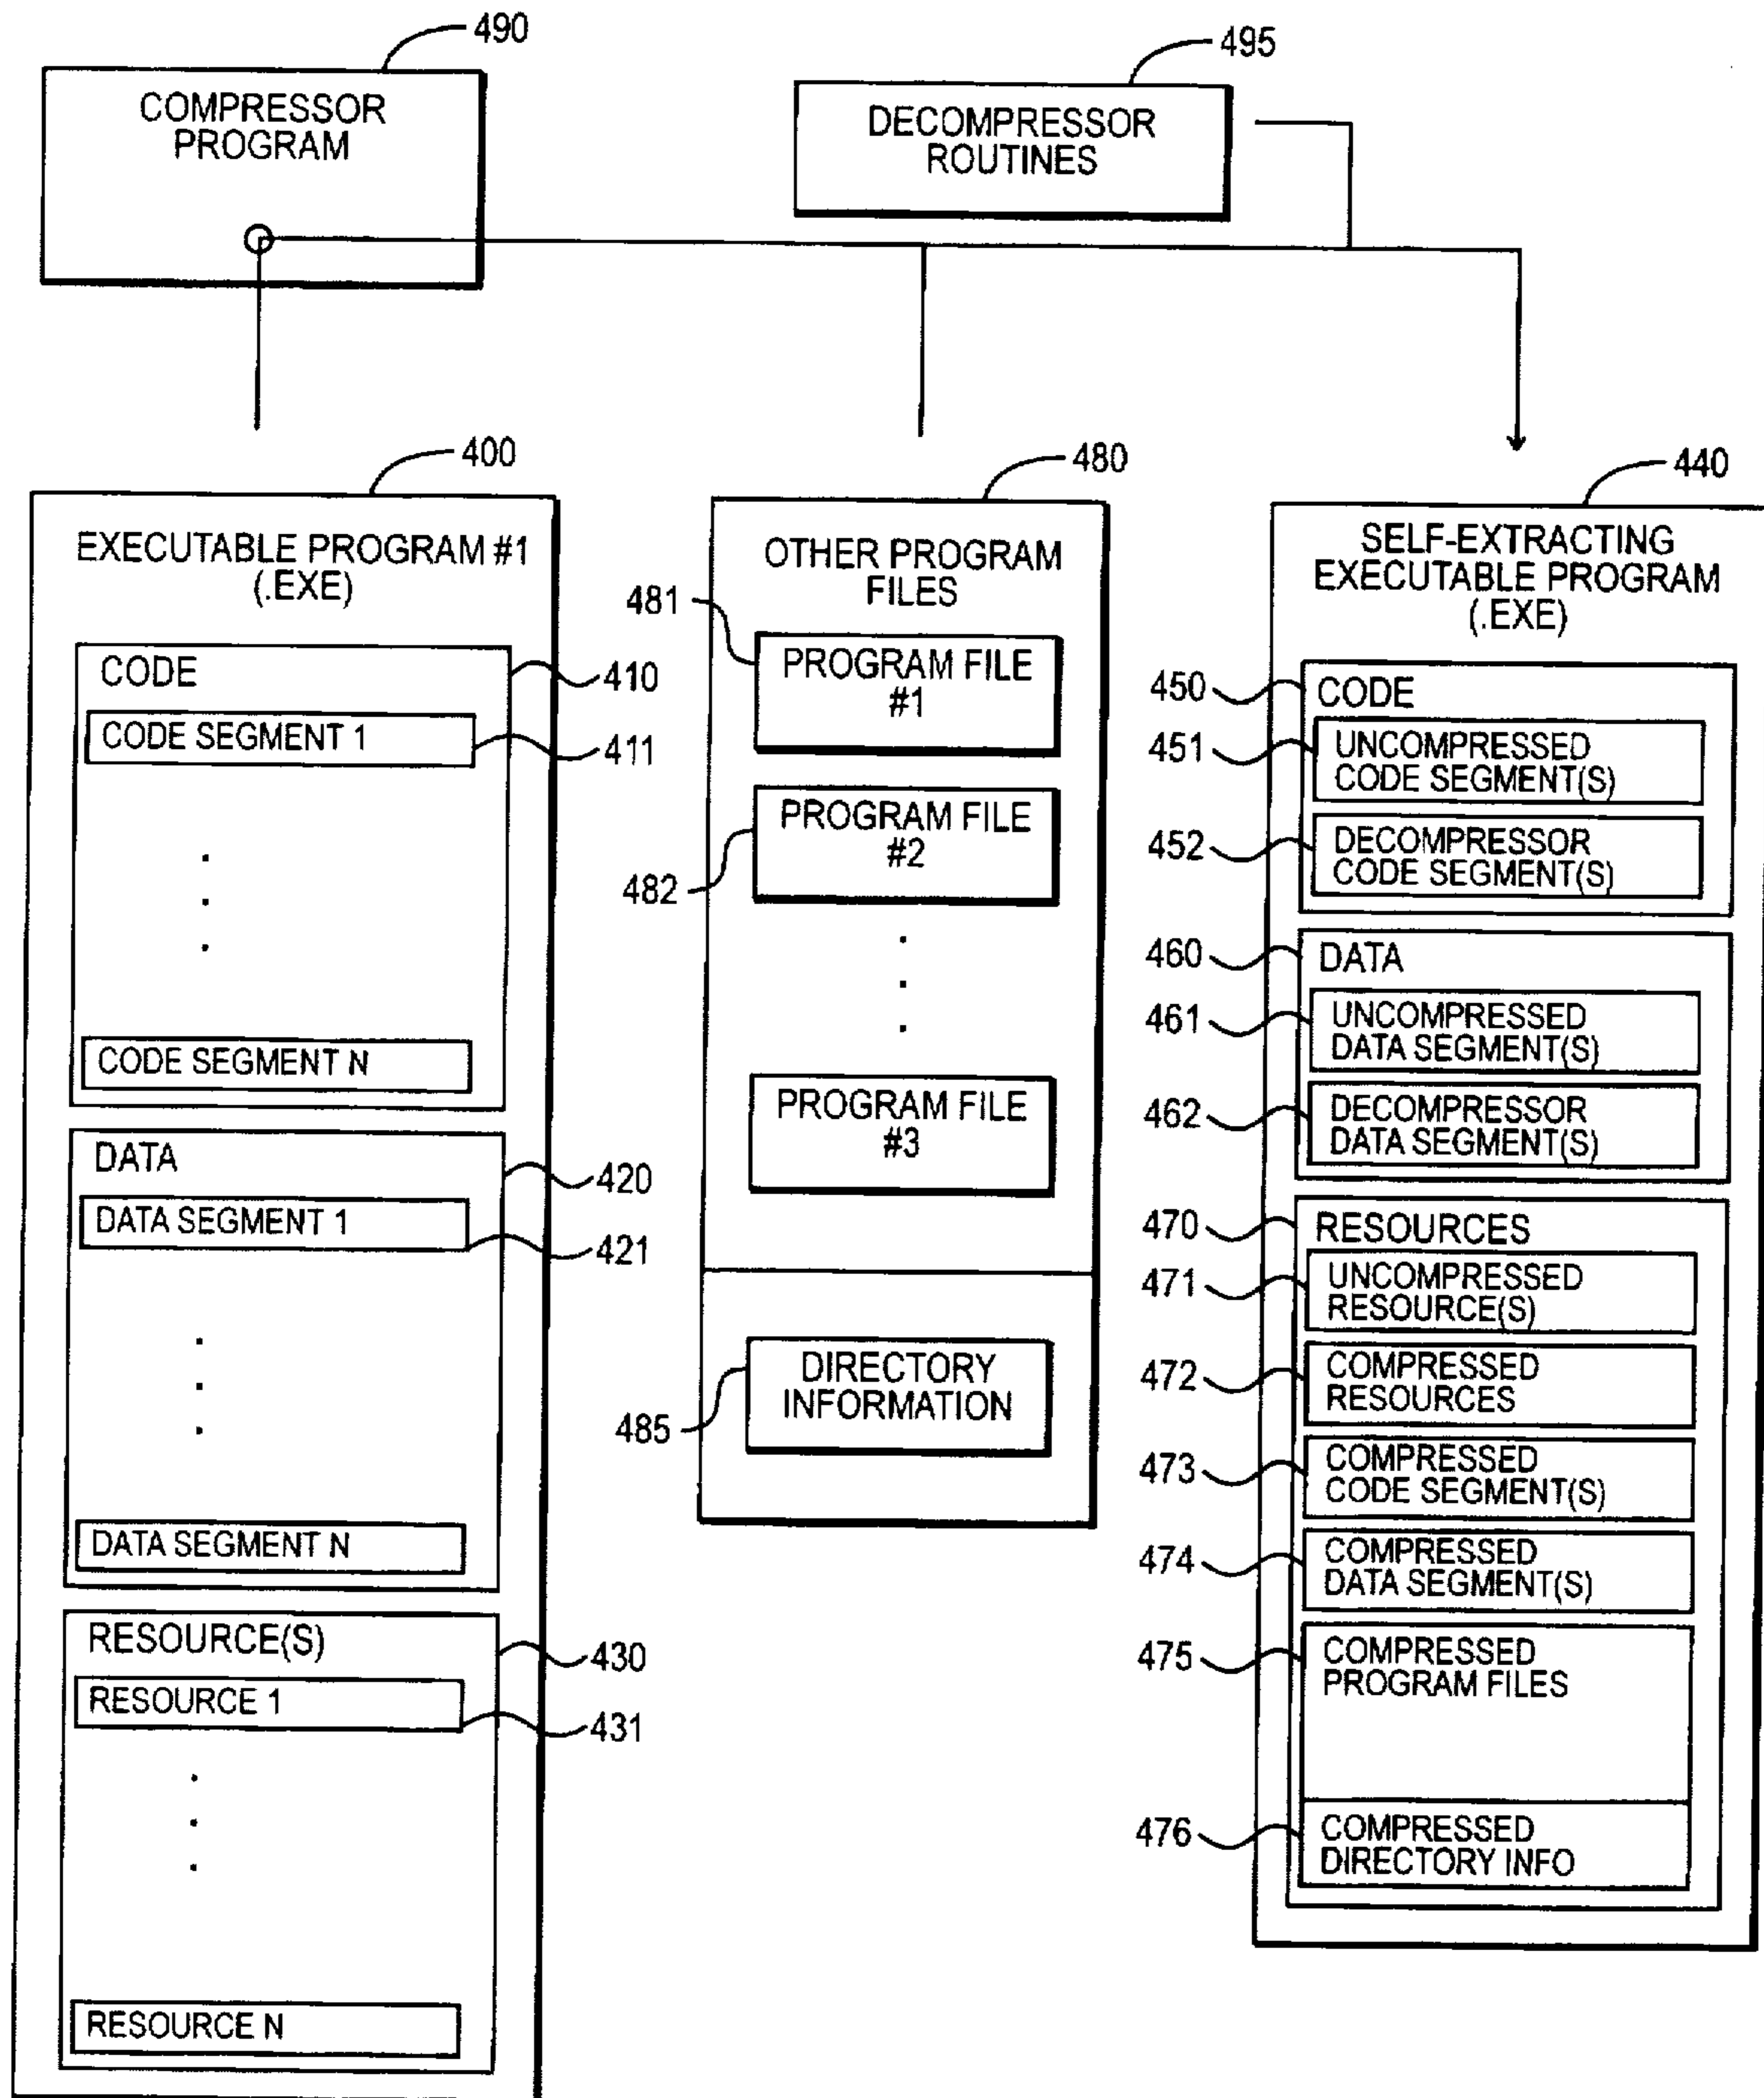 490
COMPRESSOR
PROGRAM
495
DECOMPRESSOR
ROUTINES
400
EXECUTABLE PROGRAM #1
(.EXE)
CODE
410
CODE SEGMENT 1
411
CODE SEGMENT N
DATA
420
DATA SEGMENT 1
421
DATA SEGMENT N
RESOURCE(S)
430
RESOURCE 1
431
RESOURCE N
480
OTHER PROGRAM
FILES
481
PROGRAM FILE
#1
PROGRAM FILE
#2
482
PROGRAM FILE
#3
DIRECTORY
INFORMATION
485
440
SELF-EXTRACTING
EXECUTABLE PROGRAM
(.EXE)
450
CODE
451
UNCOMPRESSED
CODE SEGMENT(S)
452
DECOMPRESSOR
CODE SEGMENT(S)
460
DATA
461
UNCOMPRESSED
DATA SEGMENT(S)
462
DECOMPRESSOR
DATA SEGMENT(S)
470
RESOURCES
471
UNCOMPRESSED
RESOURCE(S)
472
COMPRESSED
RESOURCES
473
COMPRESSED
CODE SEGMENT(S)
474
COMPRESSED
DATA SEGMENT(S)
475
COMPRESSED
PROGRAM FILES
476
COMPRESSED
DIRECTORY INFO